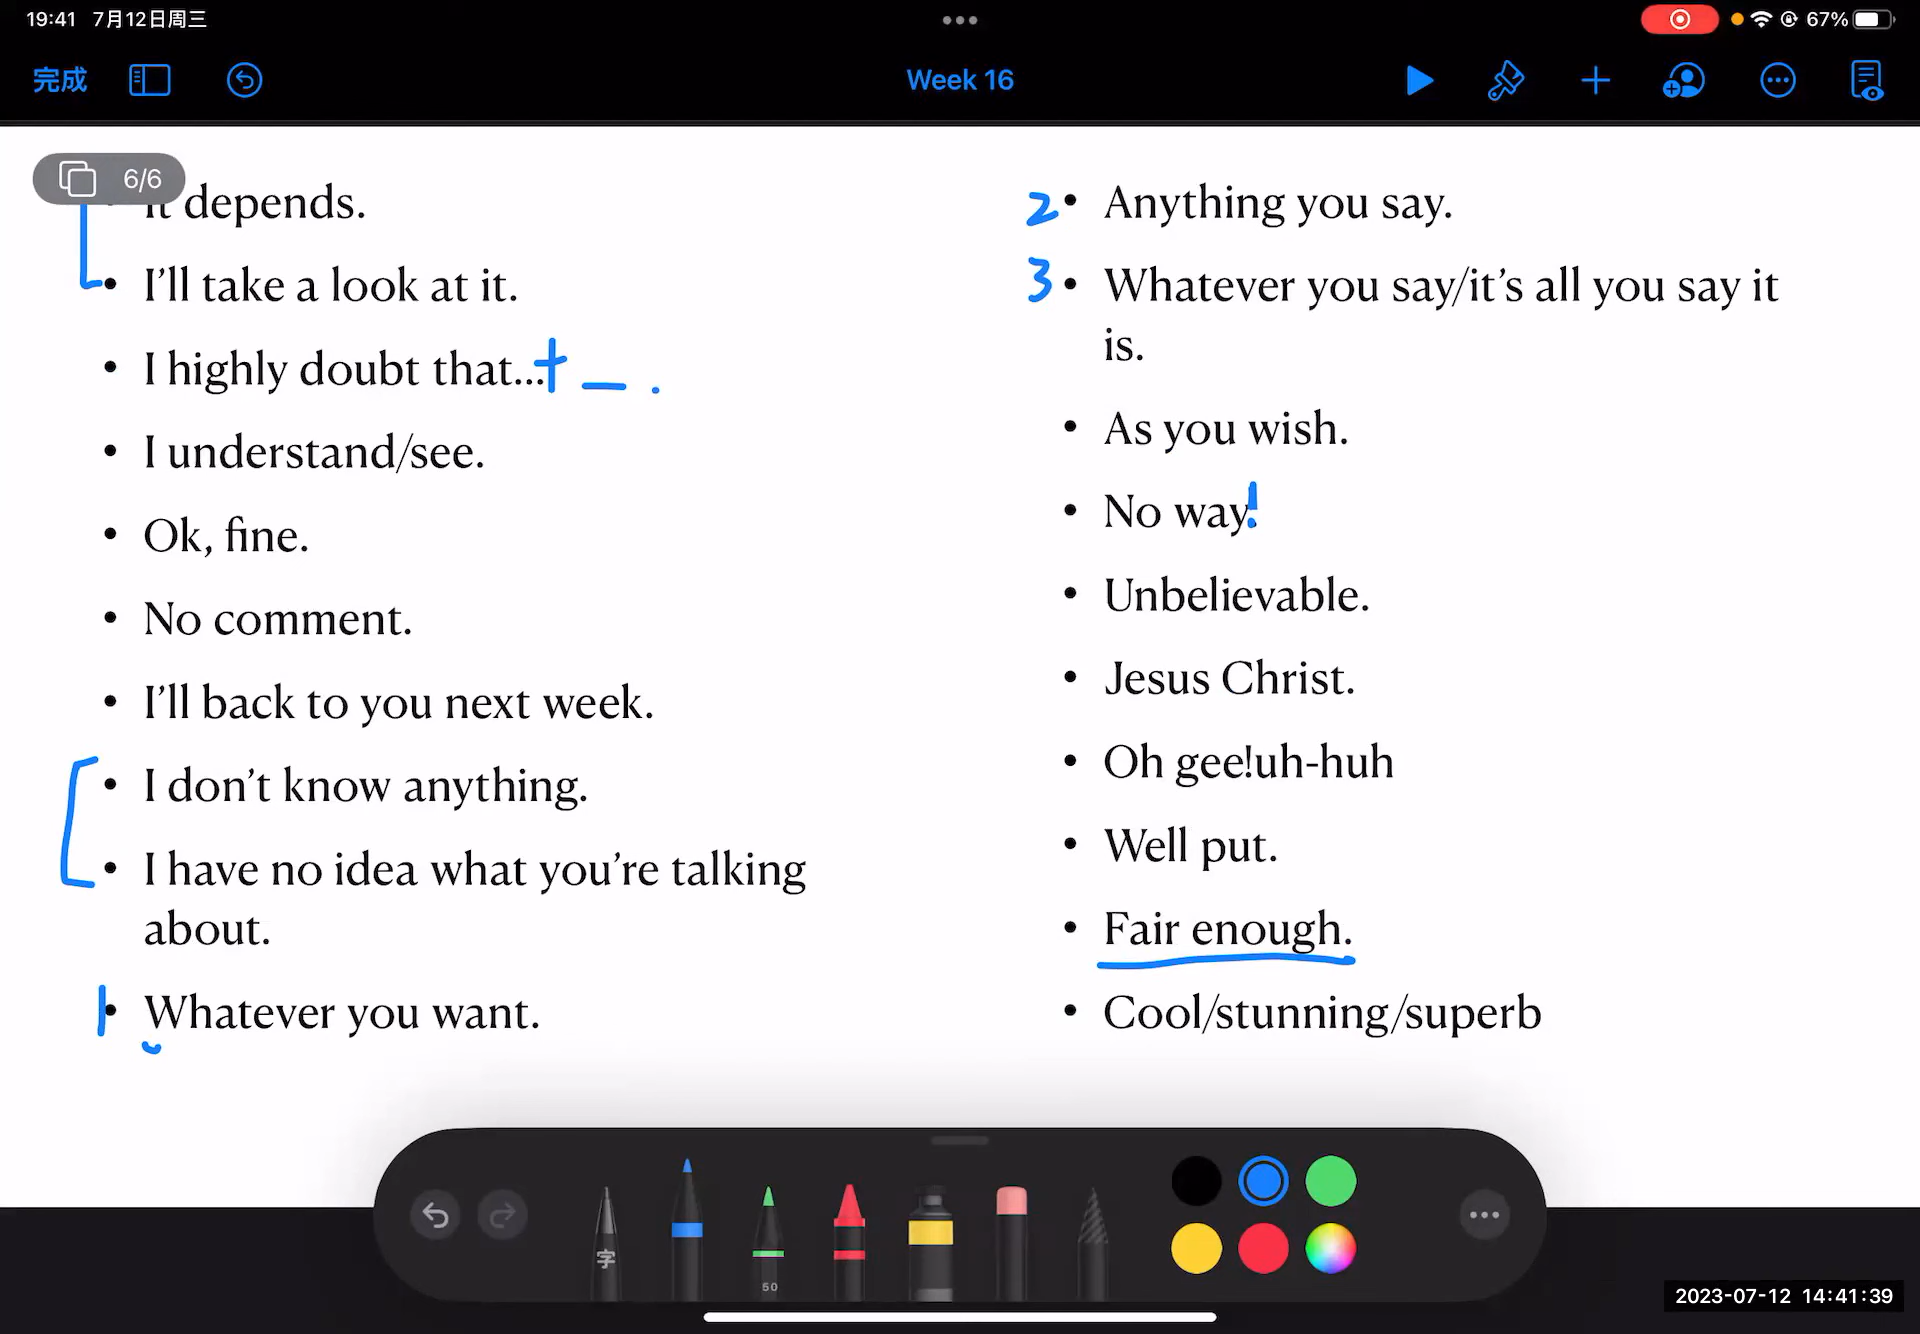 19:41 7月12日周三
67%
完成
Week 16
6/6
It depends.
• I’ll take a look at it.
• I highly doubt that...+ – .
• I understand/see.
• Ok, fine.
• No comment.
• I’ll back to you next week.
• I don’t know anything.
• I have no idea what you’re talking
about.
1 • Whatever you want.
2 • Anything you say.
3 • Whatever you say/it’s all you say it
is.
• As you wish.
• No way!
• Unbelievable.
• Jesus Christ.
• Oh gee!uh-huh
• Well put.
• Fair enough.
• Cool/stunning/superb
字
50
2023-07-12 14:41:39